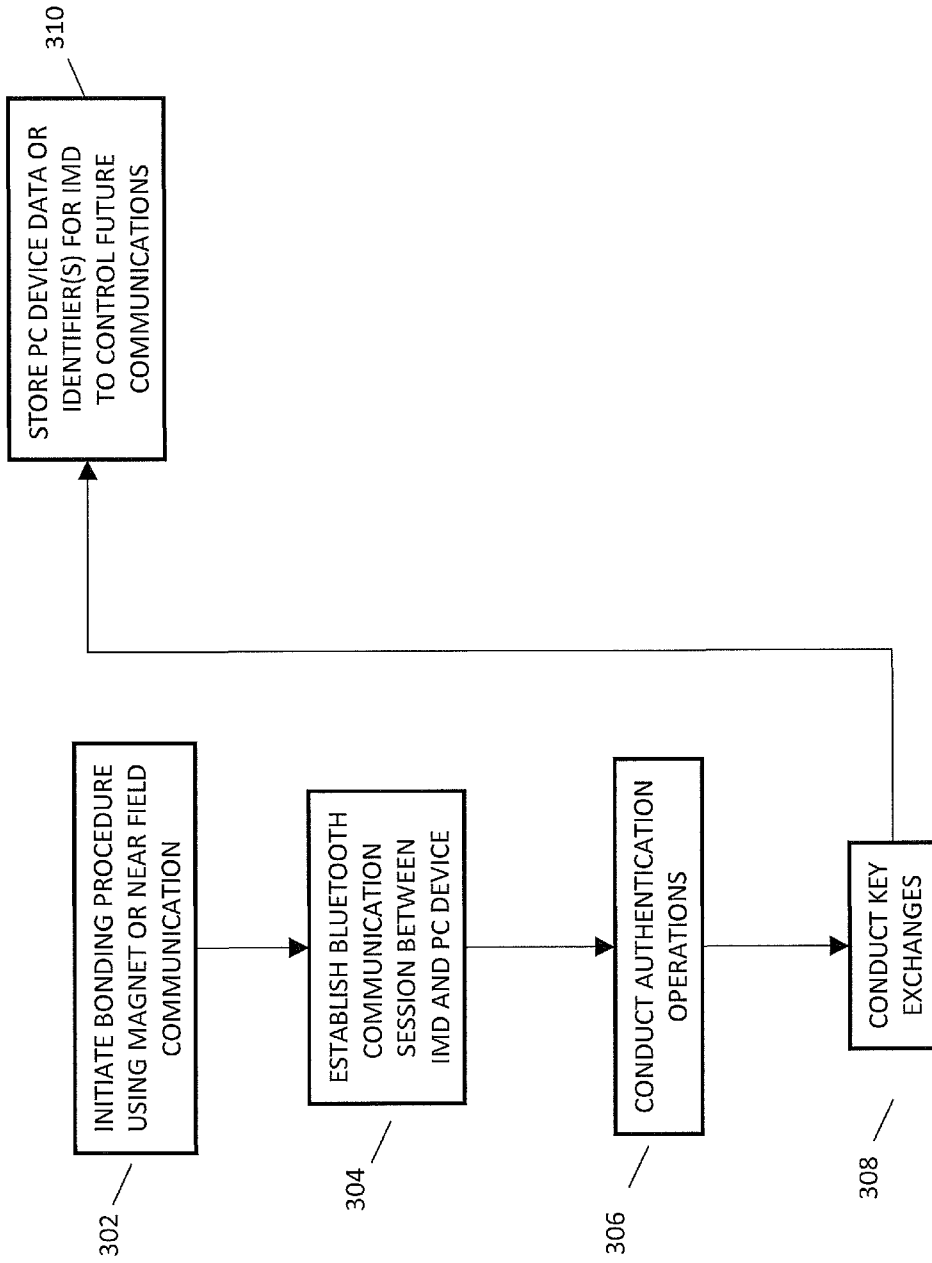 302
INITIATE BONDING PROCEDURE
USING MAGNET OR NEAR FIELD
COMMUNICATION
304
ESTABLISH BLUETOOTH
COMMUNICATION
SESSION BETWEEN
IMD AND PC DEVICE
306
CONDUCT AUTHENTICATION
OPERATIONS
308
CONDUCT KEY
EXCHANGES
310
STORE PC DEVICE DATA OR
IDENTIFIER(S) FOR IMD
TO CONTROL FUTURE
COMMUNICATIONS